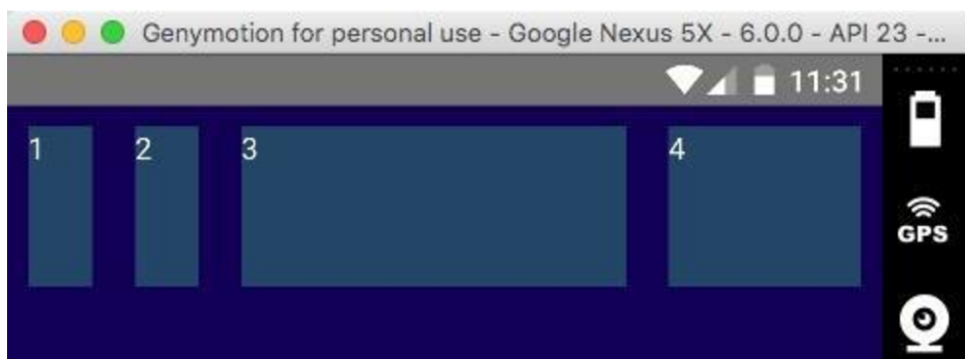 Genymotion for personal use - Google Nexus 5X - 6.0.0 - API 23 -...
11:31
1 2 3 4
GPS